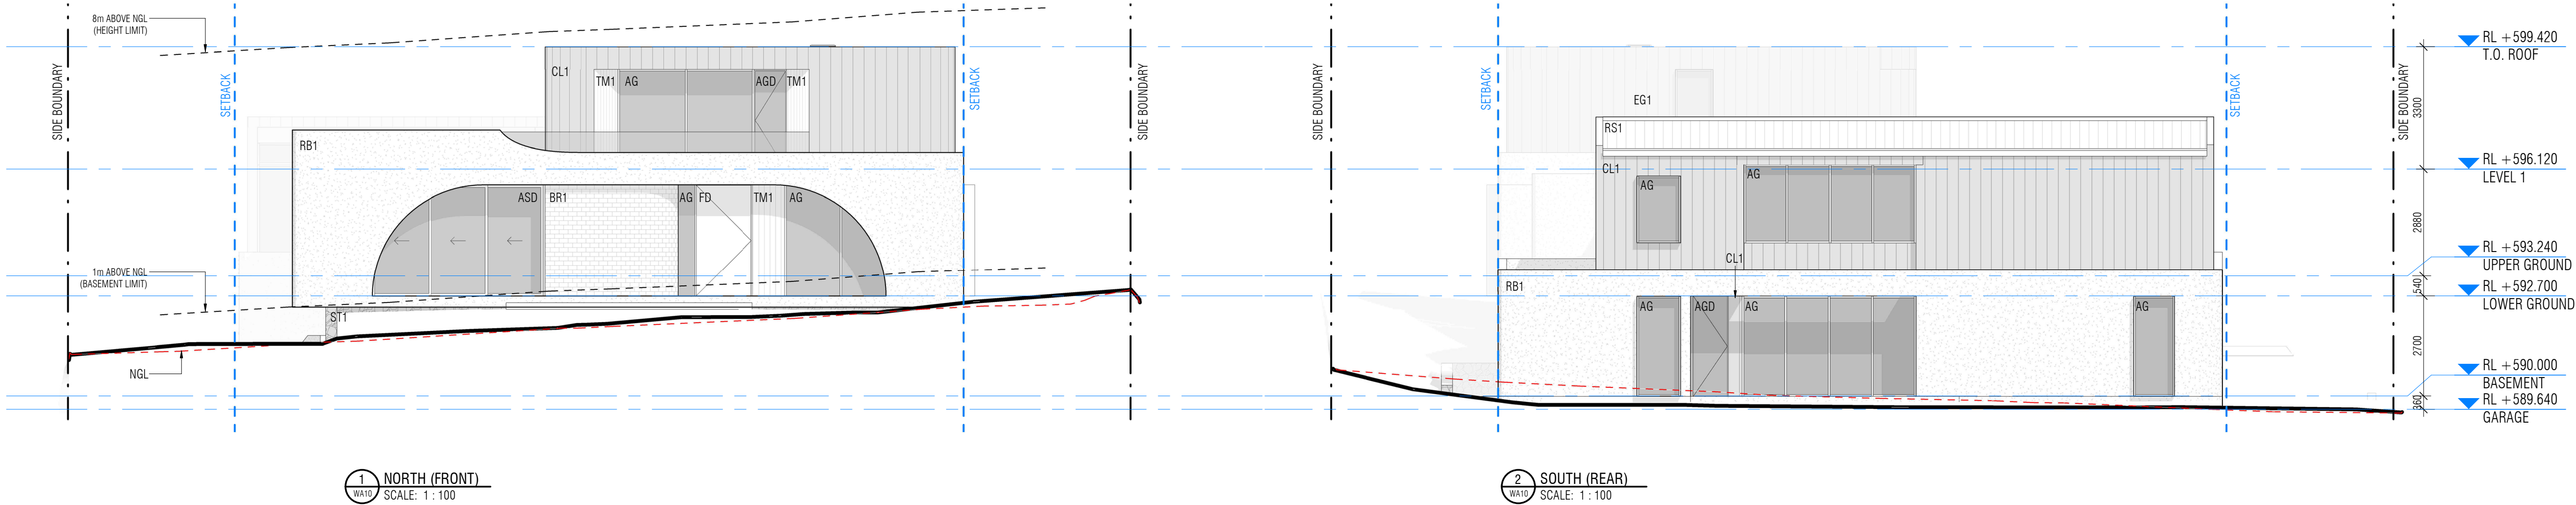 8m ABOVE NGL
(HEIGHT LIMIT)
SIDE BOUNDARY
SETBACK
CL1
TM1
AG
AGD
TM1
SETBACK
SIDE BOUNDARY
RB1
ASD
BR1
AG
FD
TM1
AG
1m ABOVE NGL
(BASEMENT LIMIT)
ST1
NGL
1
WA10
NORTH (FRONT)
SCALE: 1 : 100
SIDE BOUNDARY
SETBACK
EG1
RS1
CL1
AG
AG
CL1
RB1
AG
AGD
AG
AG
SETBACK
SIDE BOUNDARY
2
WA10
SOUTH (REAR)
SCALE: 1 : 100
3300
2880
540
2700
360
RL +599.420
T.O. ROOF
RL +596.120
LEVEL 1
RL +593.240
UPPER GROUND
RL +592.700
LOWER GROUND
RL +590.000
BASEMENT
RL +589.640
GARAGE